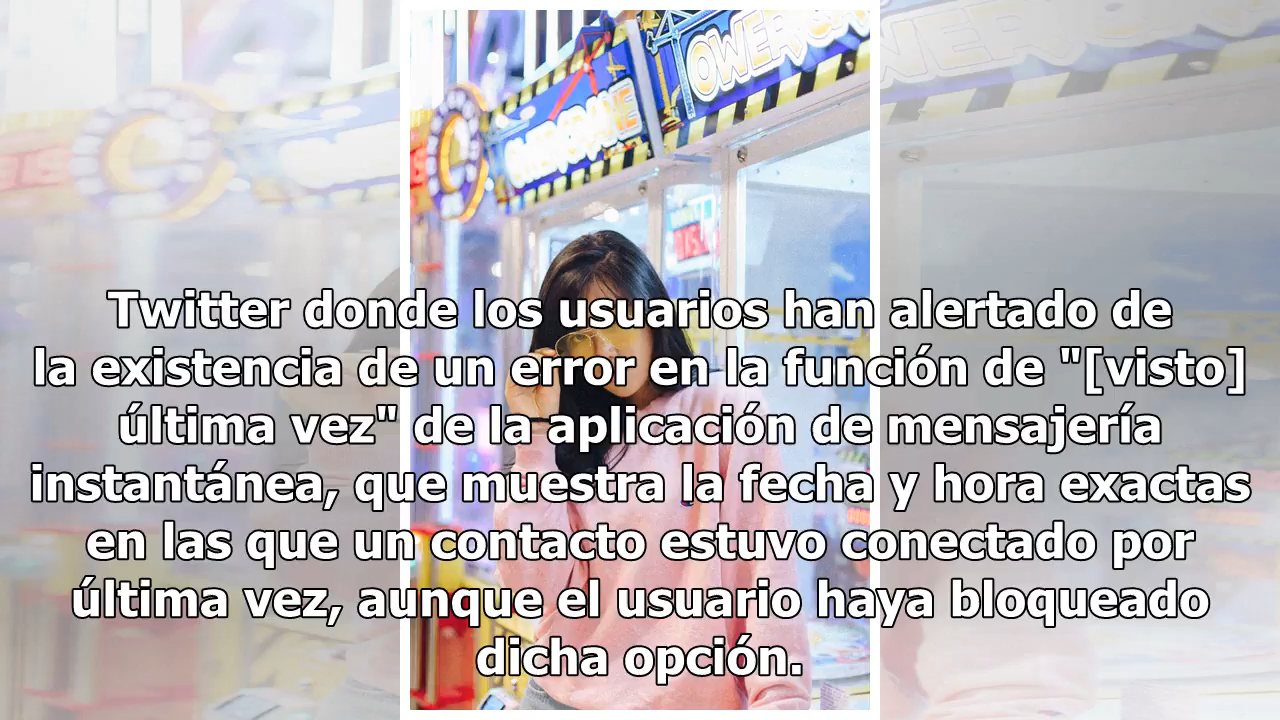 OWERCRANE
Twitter donde los usuarios han alertado de
la existencia de un error en la función de "[visto]
última vez" de la aplicación de mensajería
instantánea, que muestra la fecha y hora exactas
en las que un contacto estuvo conectado por
última vez, aunque el usuario haya bloqueado
dicha opción.